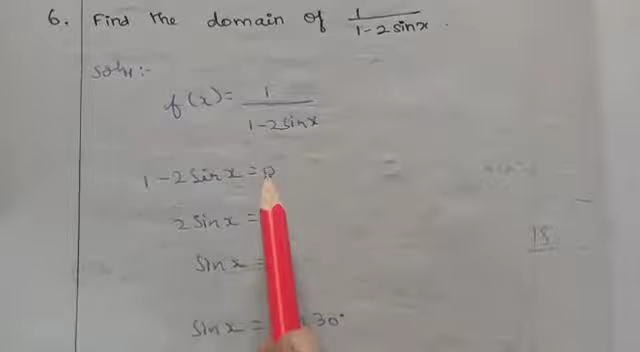 6. Find the domain of 1/(1-2sinx).
Soln:-
f(x) = 1/(1-2sinx)
1-2sinx = 0
2sinx =
sinx =
sinx = 30°
18